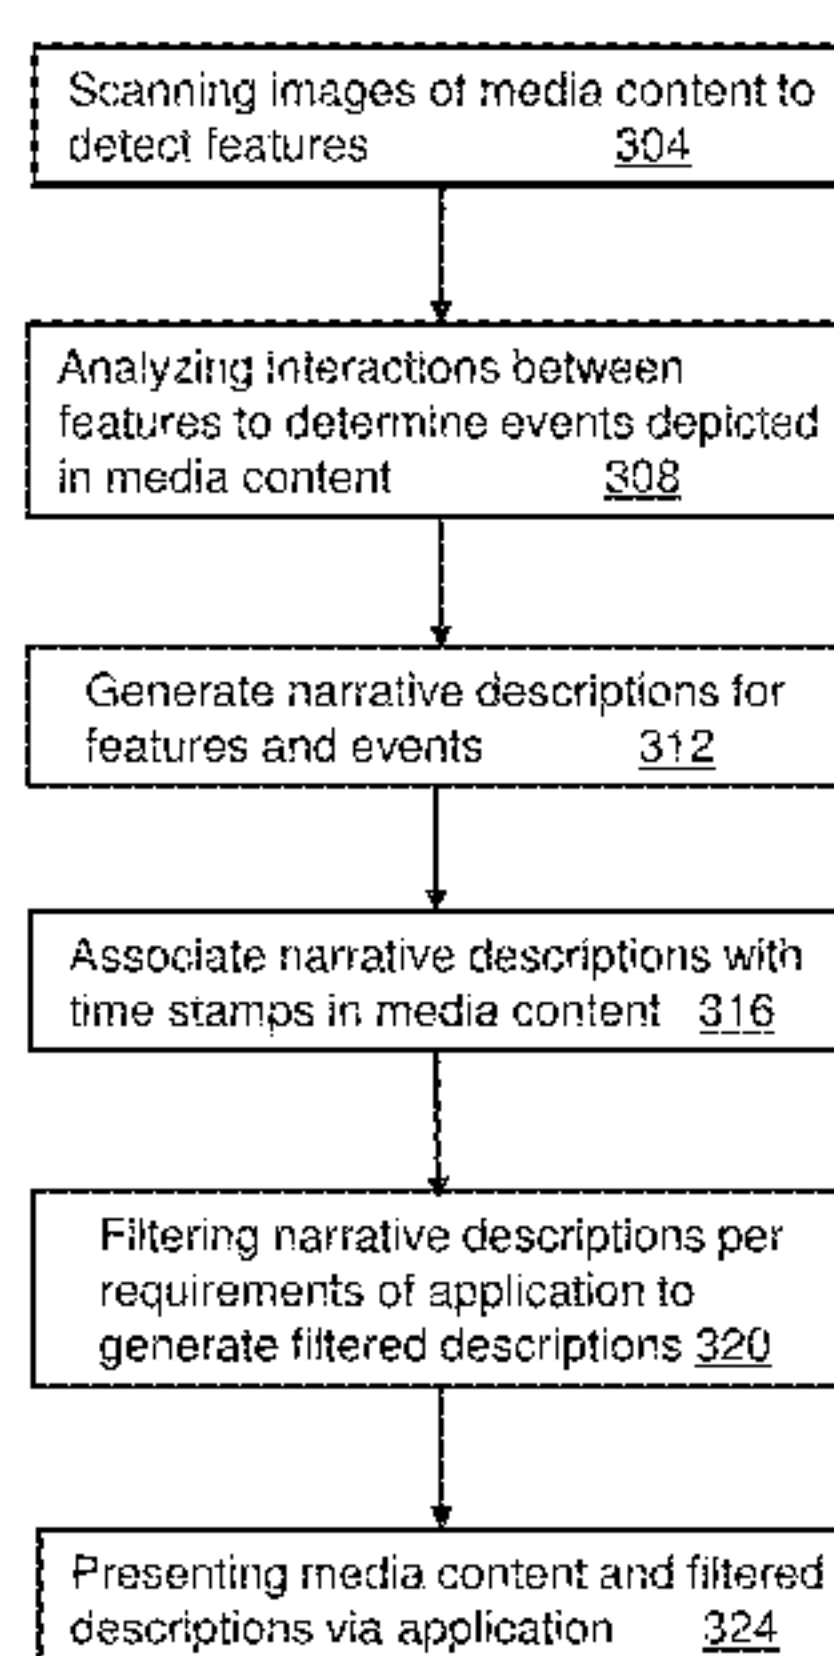 Scanning images of media content to
detect features 304
Analyzing interactions between
features to determine events depicted
in media content 308
Generate narrative descriptions for
features and events 312
Associate narrative descriptions with
time stamps in media content 316
Filtering narrative descriptions per
requirements of application to
generate filtered descriptions 320
Presenting media content and filtered
descriptions via application 324